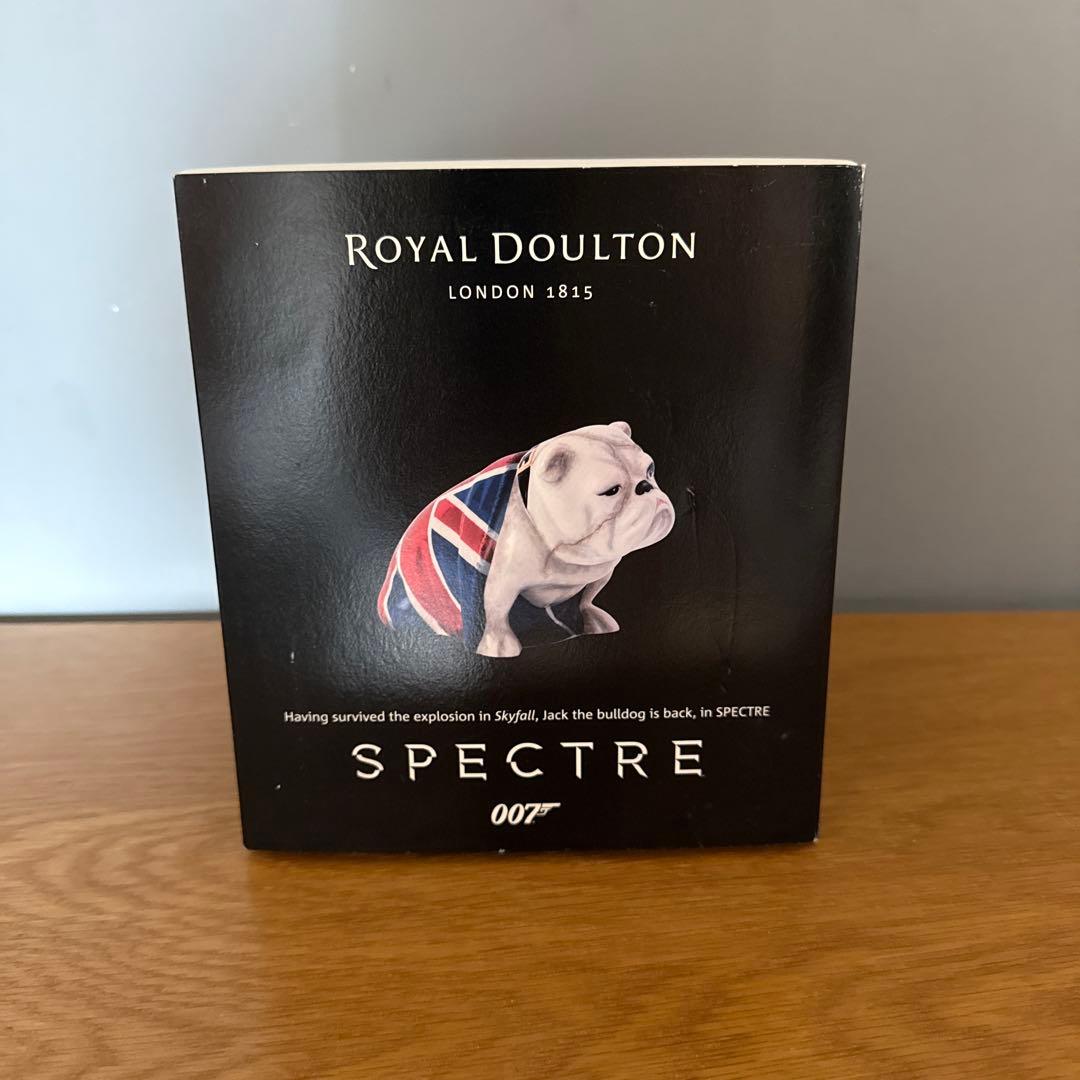 ROYAL DOULTON
LONDON 1815
Having survived the explosion in Skyfall, Jack the bulldog is back, in SPECTRE
SPECTRE
007